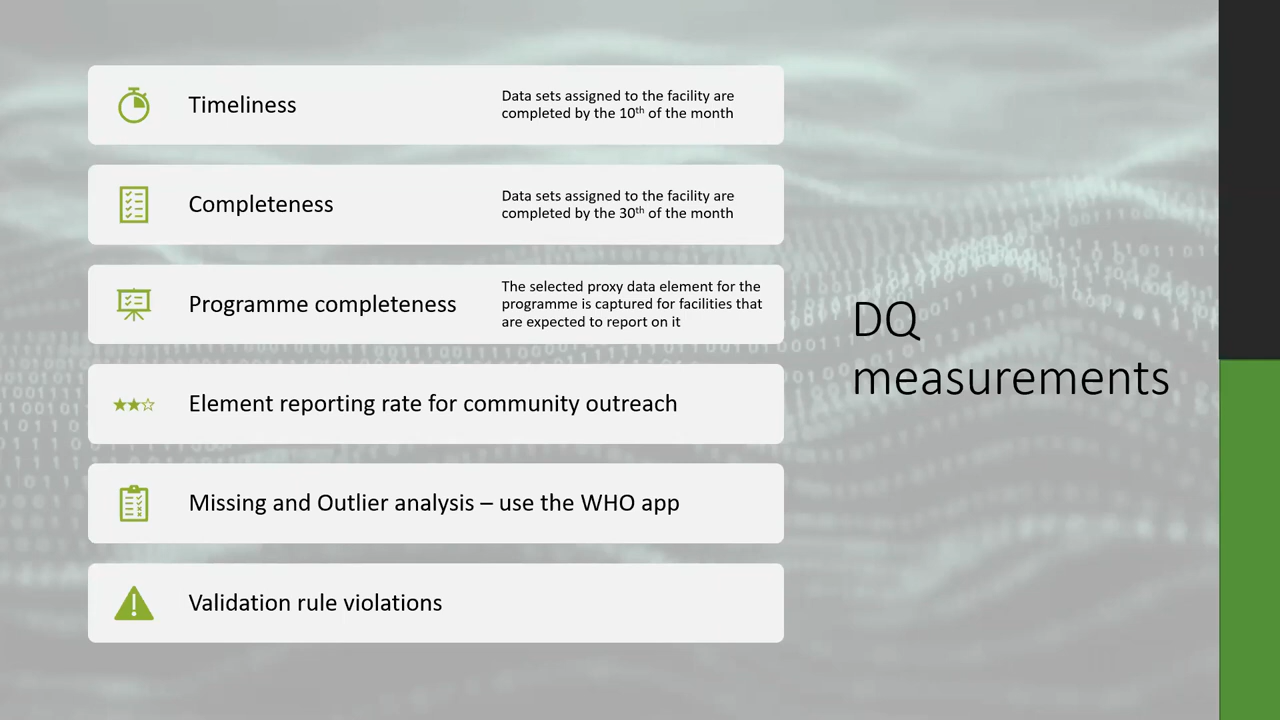 Timeliness
Data sets assigned to the facility are
completed by the 10th of the month
Completeness
Data sets assigned to the facility are
completed by the 30th of the month
Programme completeness
The selected proxy data element for the
programme is captured for facilities that
are expected to report on it
Element reporting rate for community outreach
Missing and Outlier analysis – use the WHO app
Validation rule violations
DQ
measurements